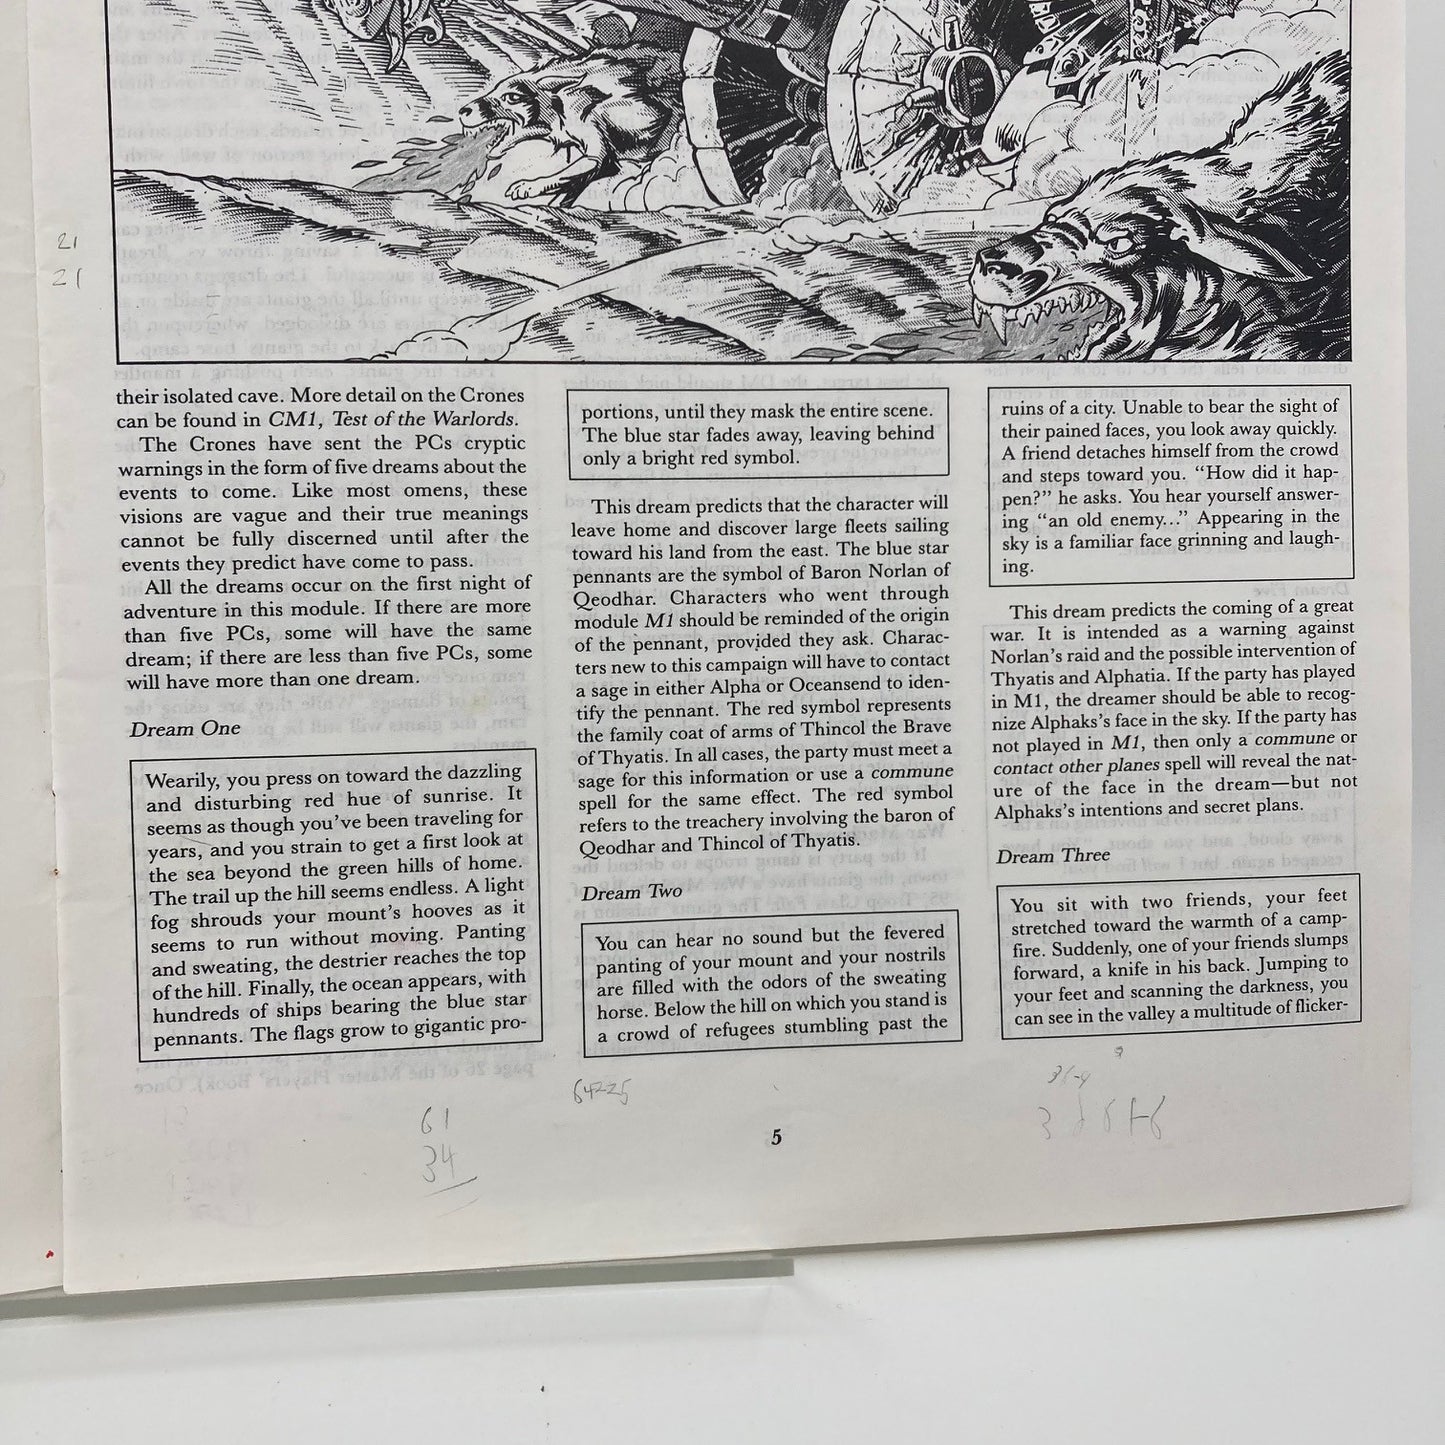 21
21
their isolated cave. More detail on the Crones
can be found in CM1, Test of the Warlords.
The Crones have sent the PCs cryptic
warnings in the form of five dreams about the
events to come. Like most omens, these
visions are vague and their true meanings
cannot be fully discerned until after the
events they predict have come to pass.
All the dreams occur on the first night of
adventure in this module. If there are more
than five PCs, some will have the same
dream; if there are less than five PCs, some
will have more than one dream.
Dream One
Wearily, you press on toward the dazzling
and disturbing red hue of sunrise. It
seems as though you've been traveling for
years, and you strain to get a first look at
the sea beyond the green hills of home.
The trail up the hill seems endless. A light
fog shrouds your mount's hooves as it
seems to run without moving. Panting
and sweating, the destrier reaches the top
of the hill. Finally, the ocean appears, with
hundreds of ships bearing the blue star
pennants. The flags grow to gigantic pro-
portions, until they mask the entire scene.
The blue star fades away, leaving behind
only a bright red symbol.
This dream predicts that the character will
leave home and discover large fleets sailing
toward his land from the east. The blue star
pennants are the symbol of Baron Norlan of
Qeodhar. Characters who went through
module M1 should be reminded of the origin
of the pennant, provided they ask. Charac-
ters new to this campaign will have to contact
a sage in either Alpha or Oceansend to iden-
tify the pennant. The red symbol represents
the family coat of arms of Thincol the Brave
of Thyatis. In all cases, the party must meet a
sage for this information or use a commune
spell for the same effect. The red symbol
refers to the treachery involving the baron of
Qeodhar and Thincol of Thyatis.
Dream Two
You can hear no sound but the fevered
panting of your mount and your nostrils
are filled with the odors of the sweating
horse. Below the hill on which you stand is
a crowd of refugees stumbling past the
ruins of a city. Unable to bear the sight of
their pained faces, you look away quickly.
A friend detaches himself from the crowd
and steps toward you. "How did it hap-
pen?" he asks. You hear yourself answer-
ing "an old enemy..." Appearing in the
sky is a familiar face grinning and laugh-
ing.
This dream predicts the coming of a great
war. It is intended as a warning against
Norlan's raid and the possible intervention of
Thyatis and Alphatia. If the party has played
in M1, the dreamer should be able to recog-
nize Alphaks's face in the sky. If the party has
not played in M1, then only a commune or
contact other planes spell will reveal the nat-
ure of the face in the dream—but not
Alphaks's intentions and secret plans.
Dream Three
You sit with two friends, your feet
stretched toward the warmth of a camp-
fire. Suddenly, one of your friends slumps
forward, a knife in his back. Jumping to
your feet and scanning the darkness, you
can see in the valley a multitude of flicker-
61
34
5